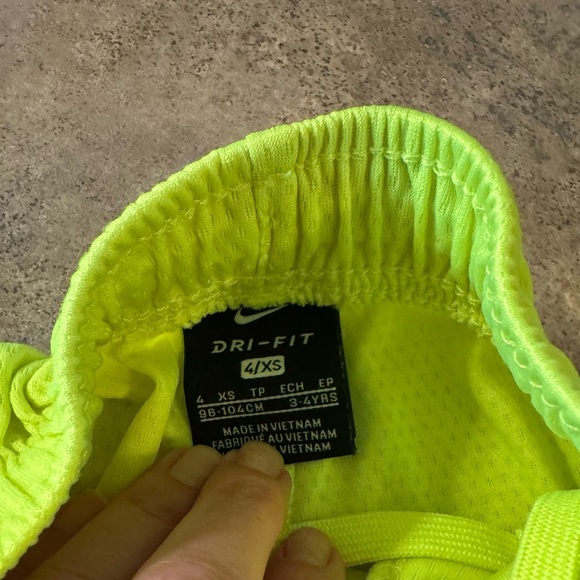 DRI-FIT
4/XS
4 XS TP ECH EP
96-104CM 3-4YRS
MADE IN VIETNAM
FABRIQUÉ AU VIETNAM
VIETNAM